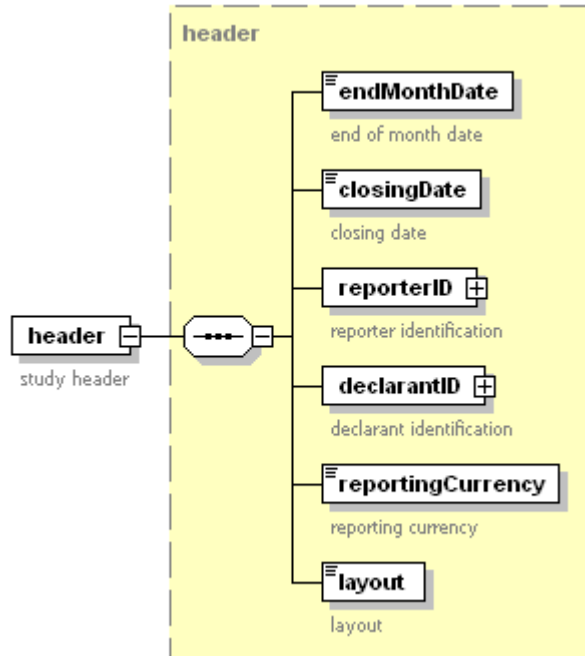 header
endMonthDate
end of month date
closingDate
closing date
reporterID
reporter identification
header
study header
declarantID
declarant identification
reportingCurrency
reporting currency
layout
layout